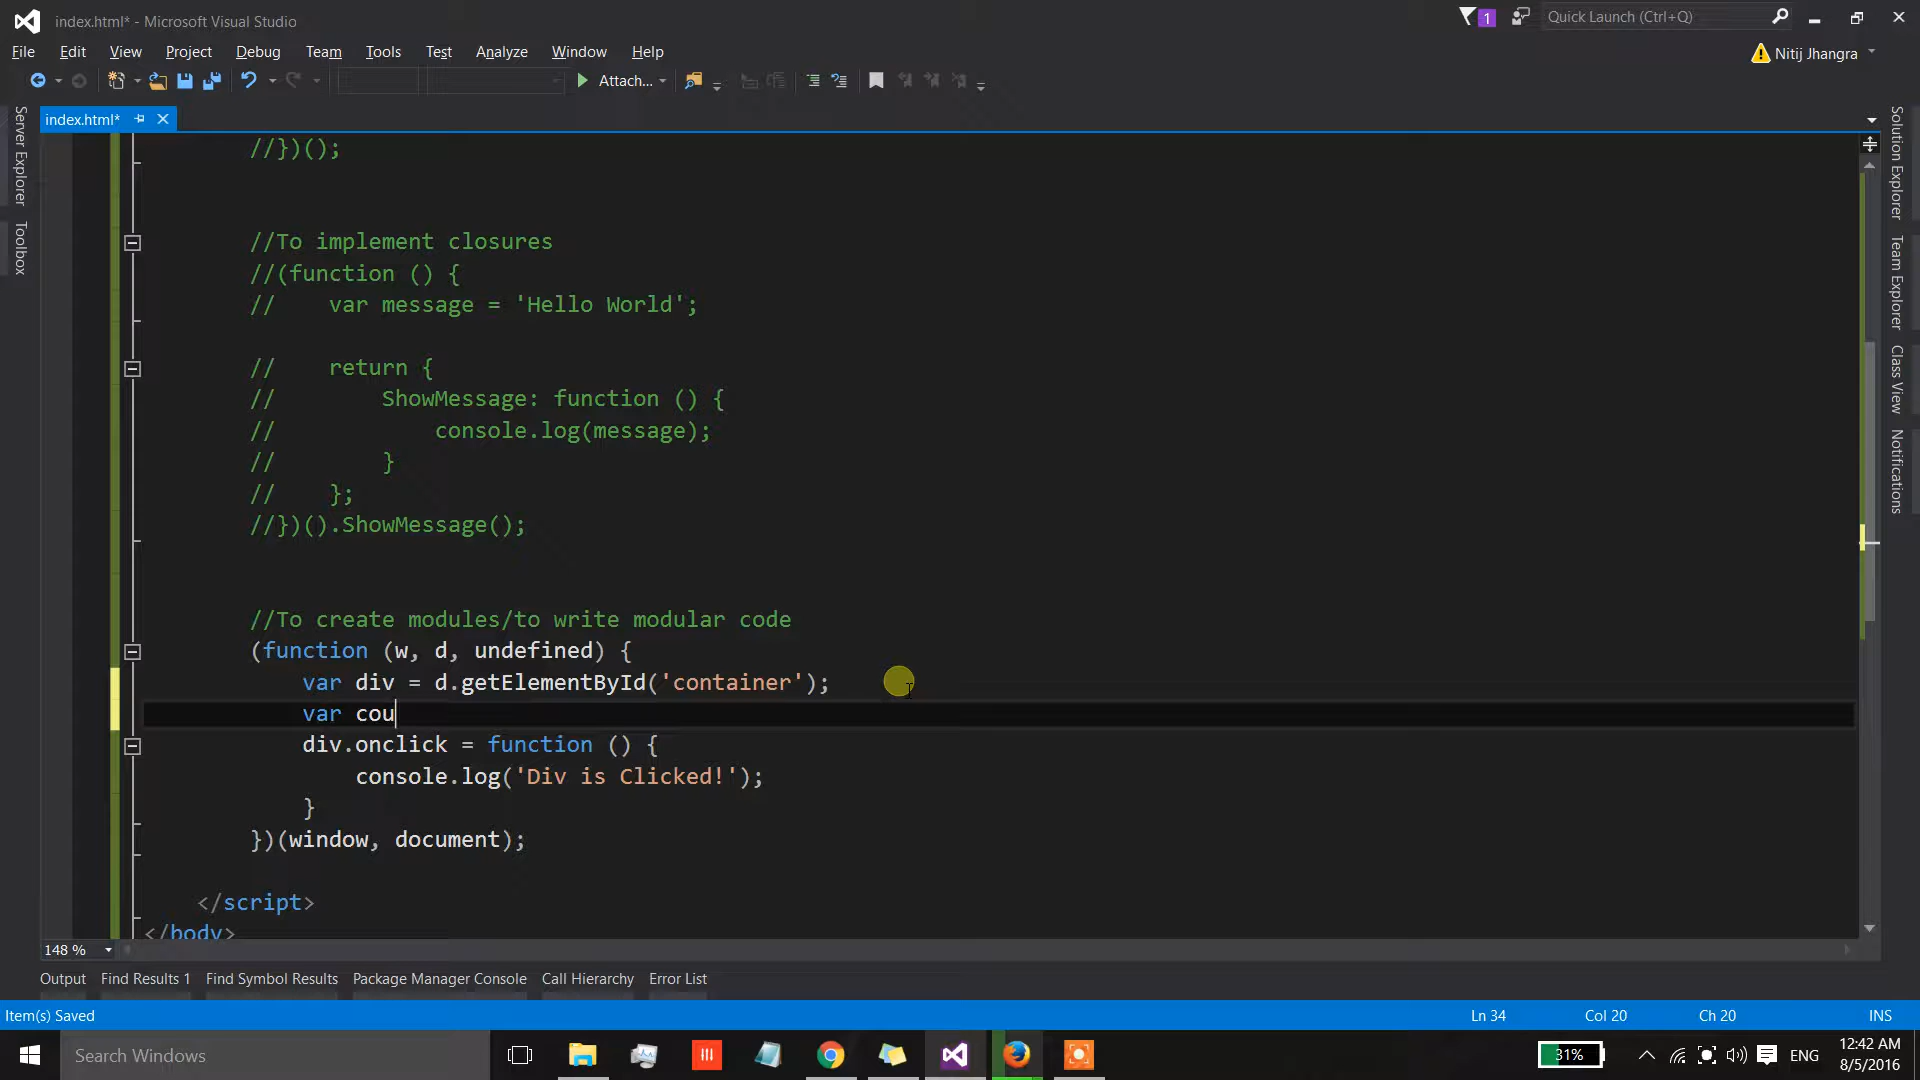 index.html* - Microsoft Visual Studio
1
Quick Launch (Ctrl+Q)
File Edit View Project Debug Team Tools Test Analyze Window Help
Nitij Jhangra
Attach...
index.html*
Server Explorer
Toolbox
//})();
//To implement closures
//(function () {
//    var message = 'Hello World';
//    return {
//        ShowMessage: function () {
//            console.log(message);
//        }
//    };
//})().ShowMessage();
//To create modules/to write modular code
(function (w, d, undefined) {
var div = d.getElementById('container');
var cou
div.onclick = function () {
console.log('Div is Clicked!');
}
})(window, document);
</script>
</body>
Solution Explorer
Team Explorer
Class View
Notifications
148 %
Output Find Results 1 Find Symbol Results Package Manager Console Call Hierarchy Error List
Item(s) Saved
Ln 34 Col 20 Ch 20 INS
Search Windows
31%
ENG
12:42 AM
8/5/2016